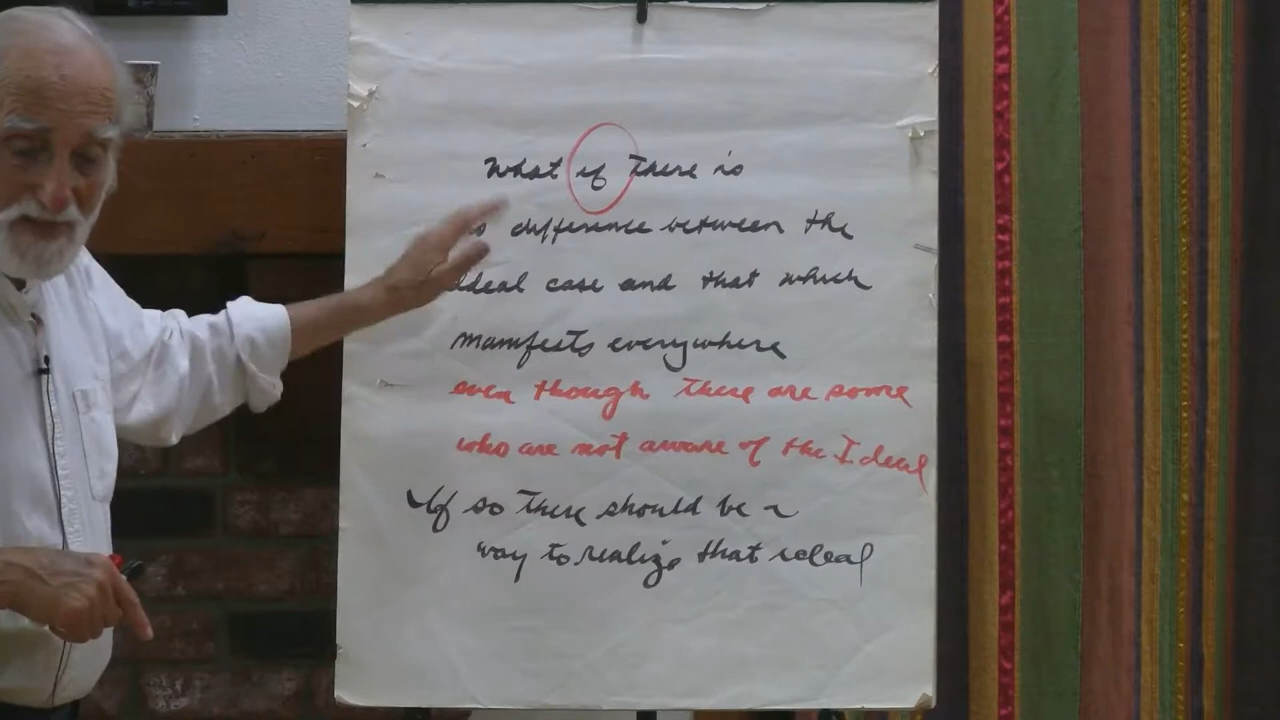 What if there is
difference between the
Ideal case and that which
manifests everywhere
even though there are some
who are not aware of the Ideal
If so there should be a
way to realize that ideal